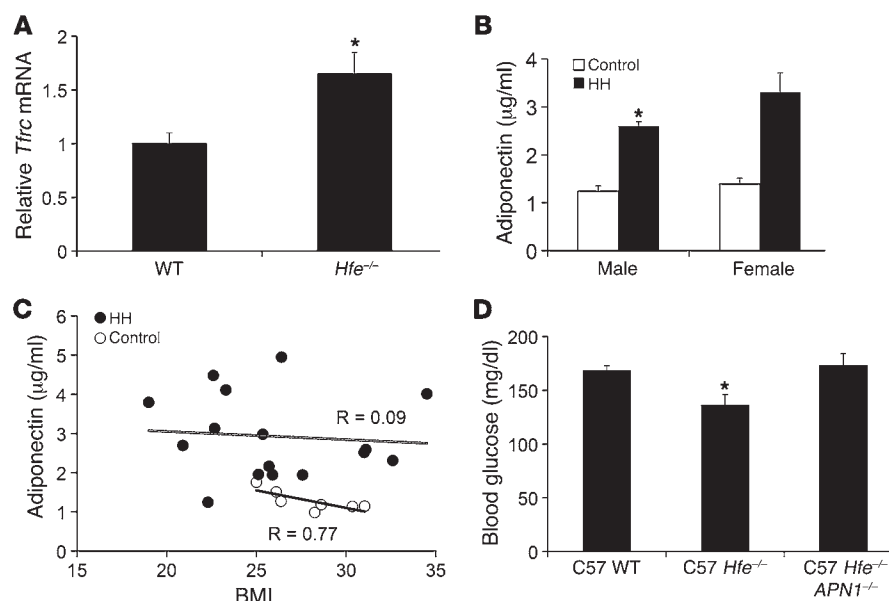 A
Relative Tfrc mRNA
2
1.5
1
0.5
0
*
WT
Hfe–/–
B
Adiponectin (μg/ml)
4
3
2
1
0
Control
HH
*
Male
Female
C
Adiponectin (μg/ml)
6
5
4
3
2
1
0
HH
Control
R = 0.09
R = 0.77
15
20
25
30
35
BMI
D
Blood glucose (mg/dl)
200
150
100
50
0
*
C57 WT
C57 Hfe–/–
C57 Hfe–/–
APN1–/–